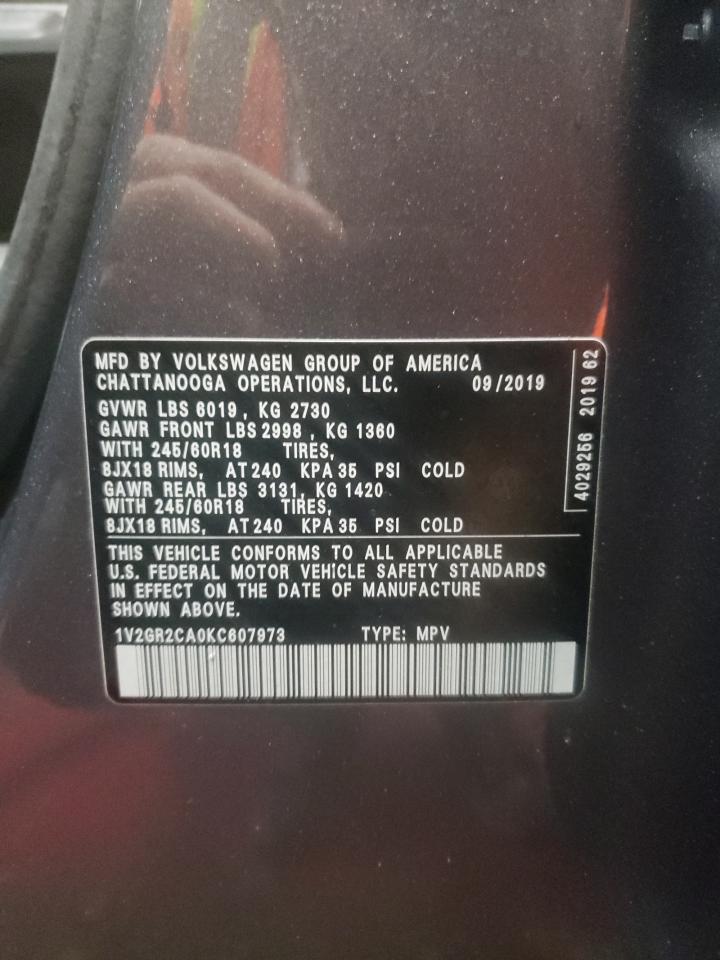 MFD BY VOLKSWAGEN GROUP OF AMERICA
CHATTANOOGA OPERATIONS, LLC. 09/2019
GVWR LBS 6019, KG 2730
GAWR FRONT LBS 2998, KG 1360
WITH 245/60R18 TIRES,
8JX18 RIMS, AT 240 KPA 35 PSI COLD
GAWR REAR LBS 3131, KG 1420
WITH 245/60R18 TIRES,
8JX18 RIMS, AT 240 KPA 35 PSI COLD
THIS VEHICLE CONFORMS TO ALL APPLICABLE
U.S. FEDERAL MOTOR VEHICLE SAFETY STANDARDS
IN EFFECT ON THE DATE OF MANUFACTURE
SHOWN ABOVE.
1V2GR2CA0KC607973 TYPE: MPV
4029256 2019 62